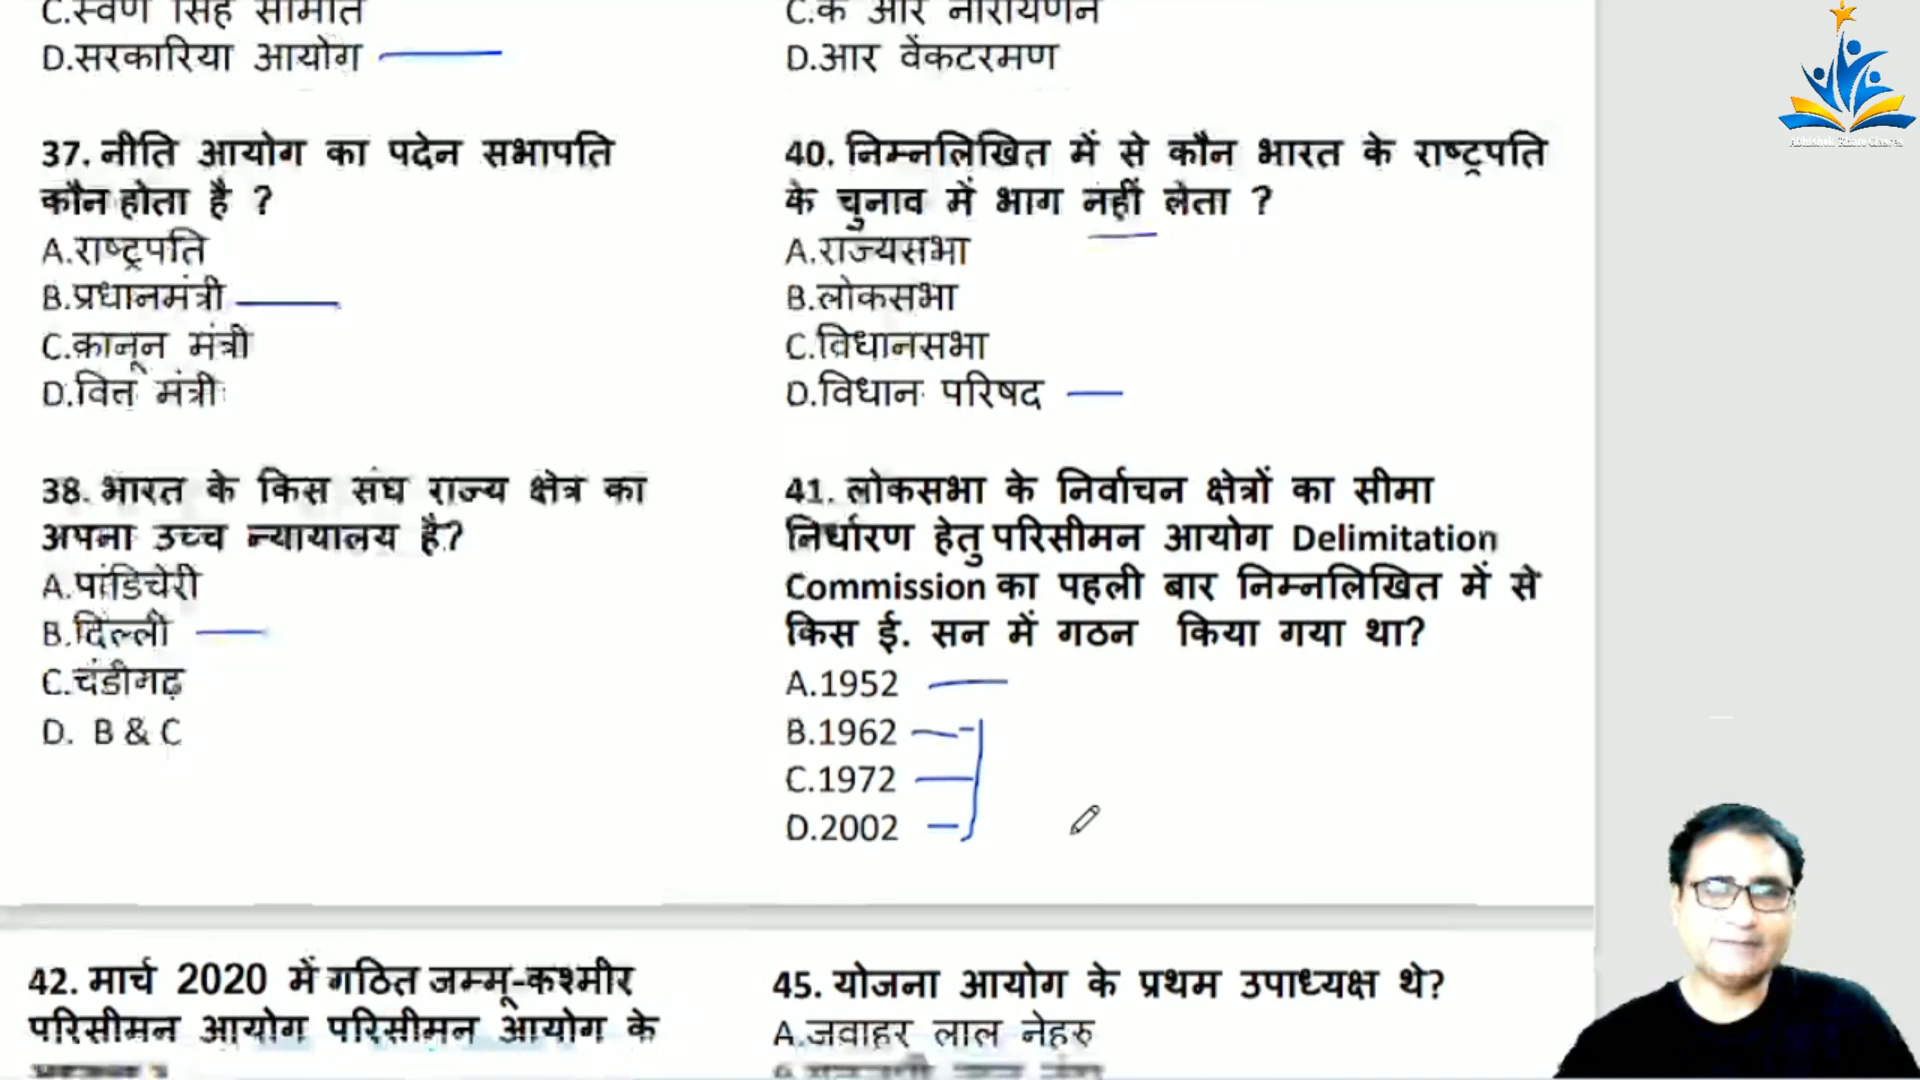 C.स्वर्ण सिंह समिति
D.सरकारिया आयोग
37. नीति आयोग का पदेन सभापति
कौन होता है ?
A.राष्ट्रपति
B.प्रधानमंत्री
C.क़ानून मंत्री
D.वित्त मंत्री
38. भारत के किस संघ राज्य क्षेत्र का
अपना उच्च न्यायालय है?
A.पांडिचेरी
B.दिल्ली
C.चंडीगढ़
D. B & C
C.के आर नारायणन
D.आर वेंकटरमण
40. निम्नलिखित में से कौन भारत के राष्ट्रपति
के चुनाव में भाग नहीं लेता ?
A.राज्यसभा
B.लोकसभा
C.विधानसभा
D.विधान परिषद
41. लोकसभा के निर्वाचन क्षेत्रों का सीमा
निर्धारण हेतु परिसीमन आयोग Delimitation
Commission का पहली बार निम्नलिखित में से
किस ई. सन में गठन किया गया था?
A.1952
B.1962
C.1972
D.2002
42. मार्च 2020 में गठित जम्मू-कश्मीर
परिसीमन आयोग परिसीमन आयोग के
45. योजना आयोग के प्रथम उपाध्यक्ष थे?
A.जवाहर लाल नेहरु